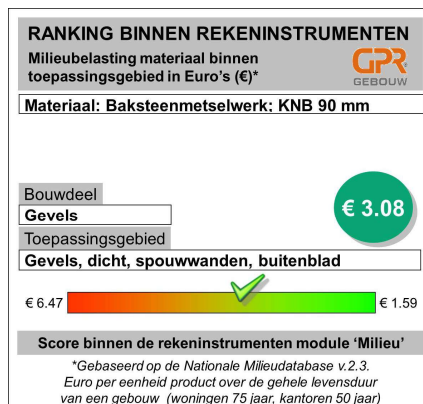 RANKING BINNEN REKENINSTRUMENTEN
Milieubelasting materiaal binnen
toepassingsgebied in Euro's (€)*
GPR
GEBOUW
Materiaal: Baksteenmetselwerk; KNB 90 mm
Bouwdeel
Gevels
€ 3.08
Toepassingsgebied
Gevels, dicht, spouwwanden, buitenblad
€ 6.47
€ 1.59
Score binnen de rekeninstrumenten module 'Milieu'
*Gebaseerd op de Nationale Milieudatabase v.2.3.
Euro per eenheid product over de gehele levensduur
van een gebouw (woningen 75 jaar, kantoren 50 jaar)